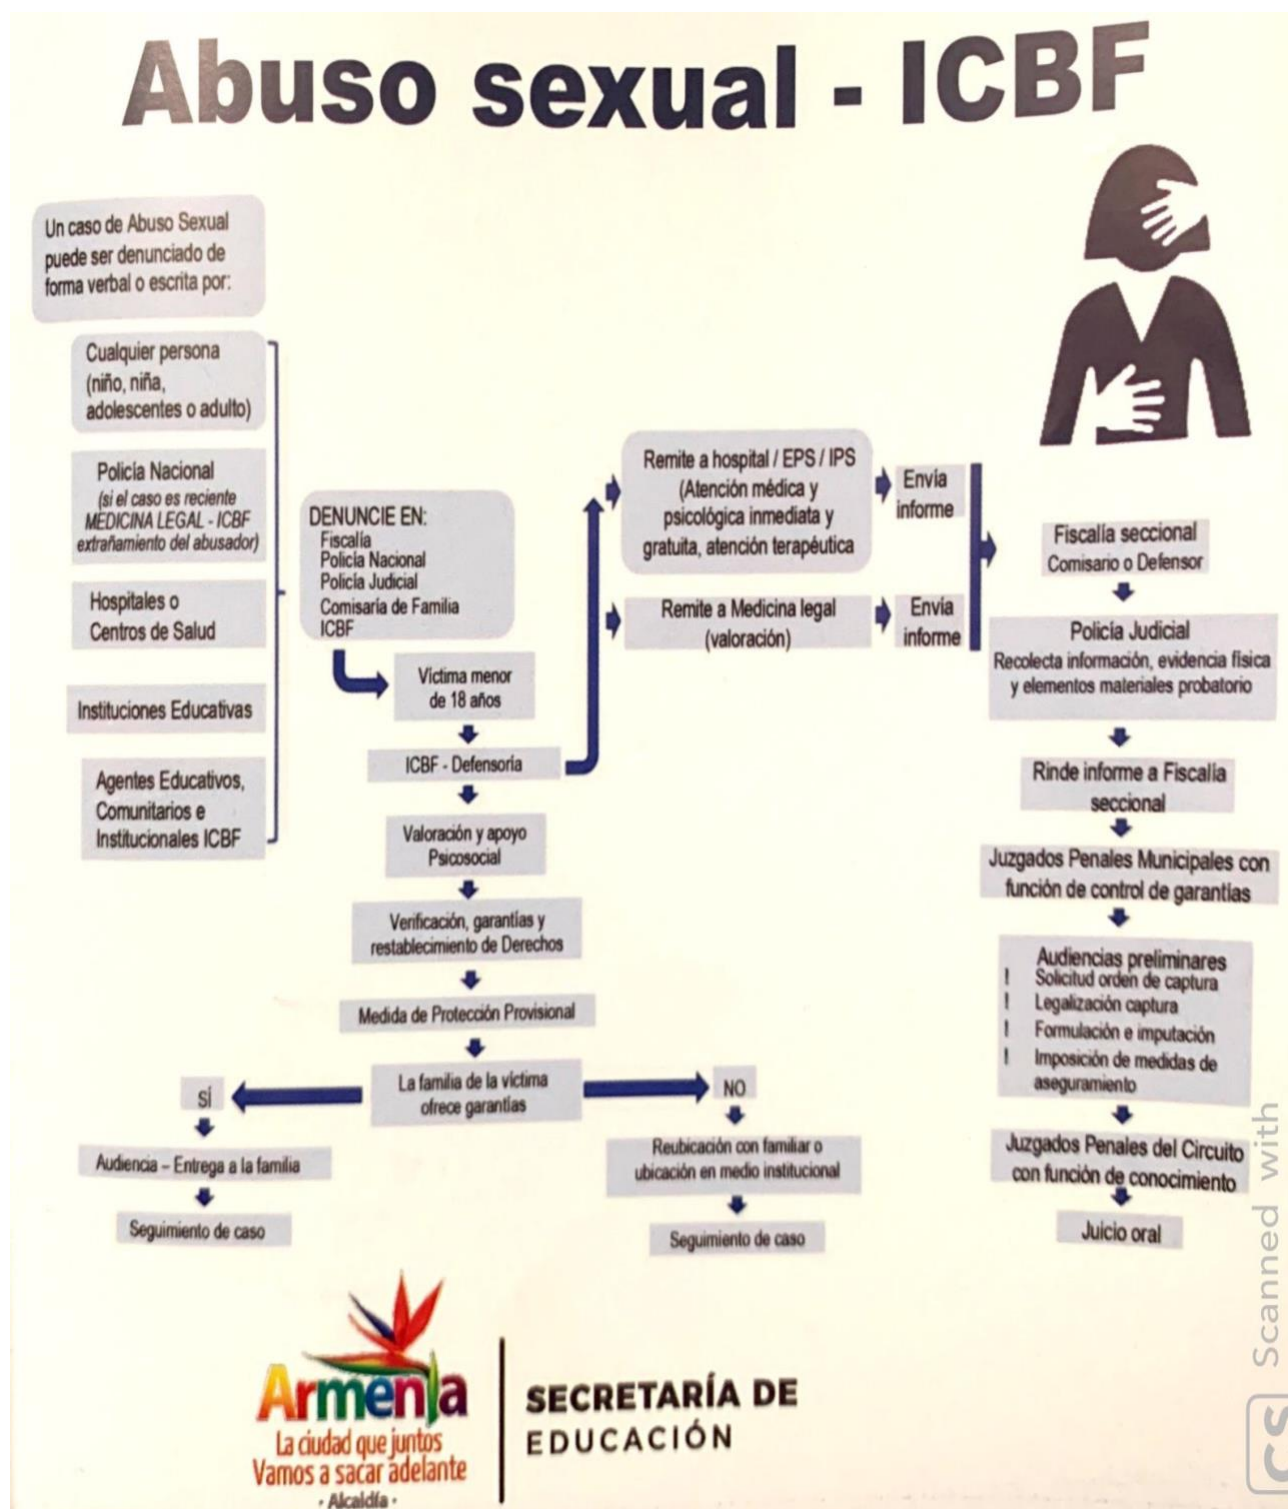 Abuso sexual - ICBF
Un caso de Abuso Sexual
puede ser denunciado de
forma verbal o escrita por:
Cualquier persona
(niño, niña,
adolescentes o adulto)
Policía Nacional
(si el caso es reciente
MEDICINA LEGAL - ICBF
extrañamiento del abusador)
Hospitales o
Centros de Salud
Instituciones Educativas
Agentes Educativos,
Comunitarios e
Institucionales ICBF
DENUNCIE EN:
Fiscalía
Policía Nacional
Policía Judicial
Comisaría de Familia
ICBF
Víctima menor
de 18 años
ICBF - Defensoría
Valoración y apoyo
Psicosocial
Verificación, garantías y
restablecimiento de Derechos
Medida de Protección Provisional
La familia de la víctima
ofrece garantías
SÍ
Audiencia – Entrega a la familia
Seguimiento de caso
NO
Reubicación con familiar o
ubicación en medio institucional
Seguimiento de caso
Remite a hospital / EPS / IPS
(Atención médica y
psicológica inmediata y
gratuita, atención terapéutica
Envía
informe
Remite a Medicina legal
(valoración)
Envía
informe
Fiscalía seccional
Comisario o Defensor
Policía Judicial
Recolecta información, evidencia física
y elementos materiales probatorio
Rinde informe a Fiscalía
seccional
Juzgados Penales Municipales con
función de control de garantías
Audiencias preliminares
! Solicitud orden de captura
! Legalización captura
! Formulación e imputación
! Imposición de medidas de
aseguramiento
Juzgados Penales del Circuito
con función de conocimiento
Juicio oral
Armenia
La ciudad que juntos
Vamos a sacar adelante
· Alcaldía ·
SECRETARÍA DE
EDUCACIÓN
CS Scanned with